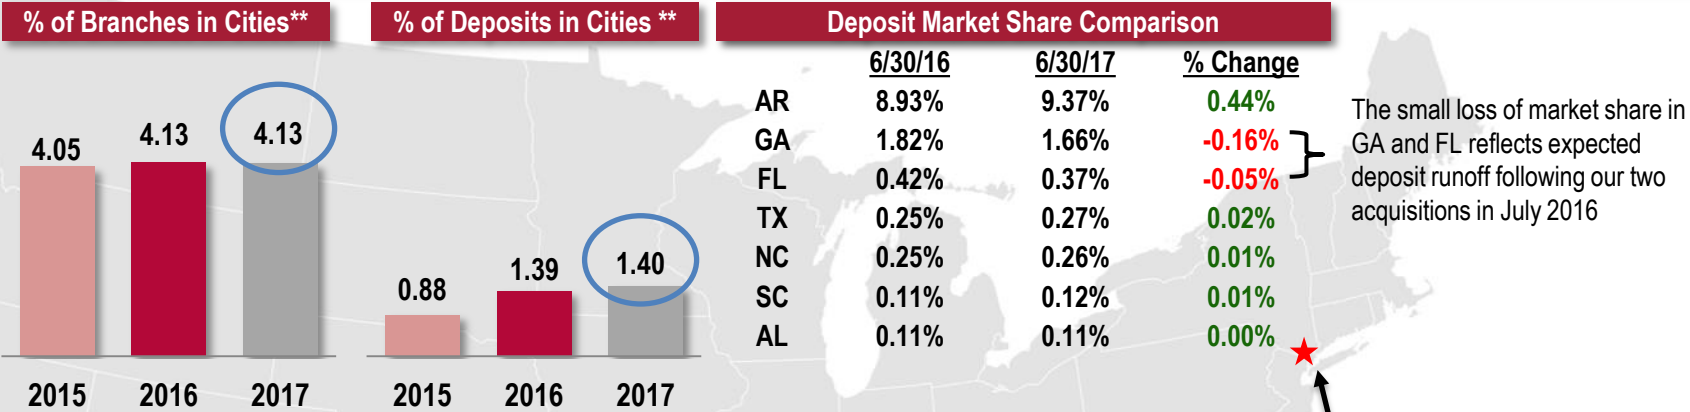 % of Branches in Cities**
4.05
4.13
4.13
2015 2016 2017
% of Deposits in Cities **
0.88
1.39
1.40
2015 2016 2017
Deposit Market Share Comparison
6/30/16 6/30/17 % Change
AR 8.93% 9.37% 0.44%
GA 1.82% 1.66% -0.16%
FL 0.42% 0.37% -0.05%
TX 0.25% 0.27% 0.02%
NC 0.25% 0.26% 0.01%
SC 0.11% 0.12% 0.01%
AL 0.11% 0.11% 0.00%
The small loss of market share in
GA and FL reflects expected
deposit runoff following our two
acquisitions in July 2016